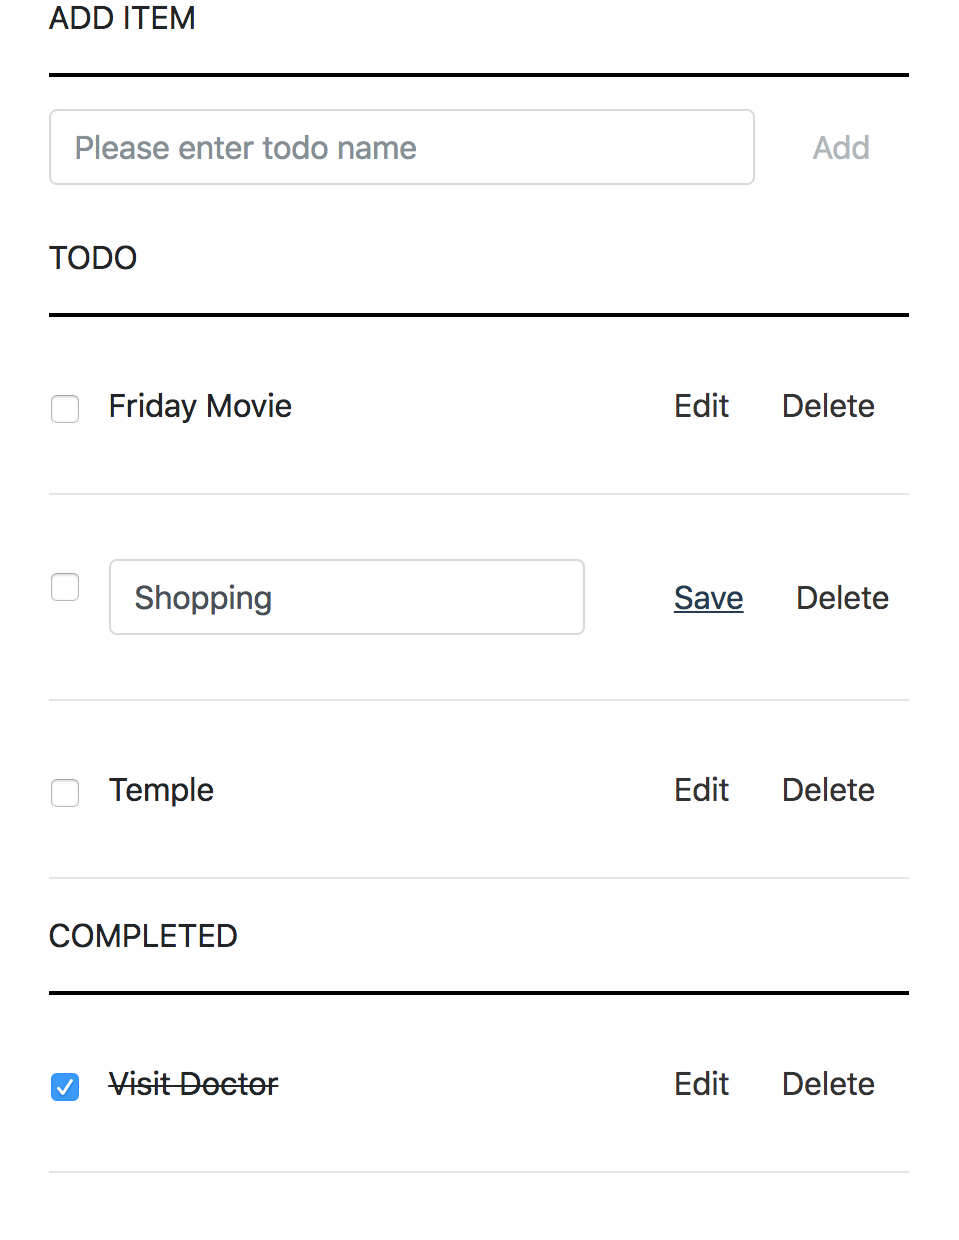 ADD ITEM
Please enter todo name Add
TODO
Friday Movie Edit Delete
Shopping Save Delete
Temple Edit Delete
COMPLETED
Visit Doctor Edit Delete